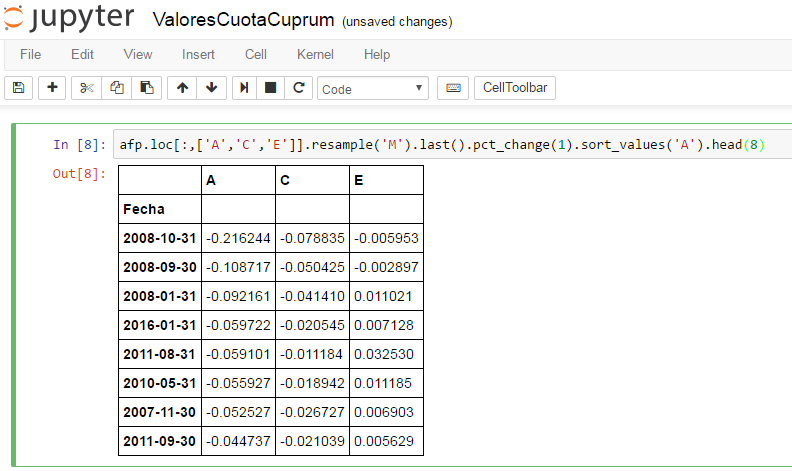 jupyter ValoresCuotaCuprum (unsaved changes)
File Edit View Insert Cell Kernel Help
Code CellToolbar
In [8]: afp.loc[:,['A','C','E']].resample('M').last().pct_change(1).sort_values('A').head(8)
Out[8]:
A C E
Fecha
2008-10-31 -0.216244 -0.078835 -0.005953
2008-09-30 -0.108717 -0.050425 -0.002897
2008-01-31 -0.092161 -0.041410 0.011021
2016-01-31 -0.059722 -0.020545 0.007128
2011-08-31 -0.059101 -0.011184 0.032530
2010-05-31 -0.055927 -0.018942 0.011185
2007-11-30 -0.052527 -0.026727 0.006903
2011-09-30 -0.044737 -0.021039 0.005629